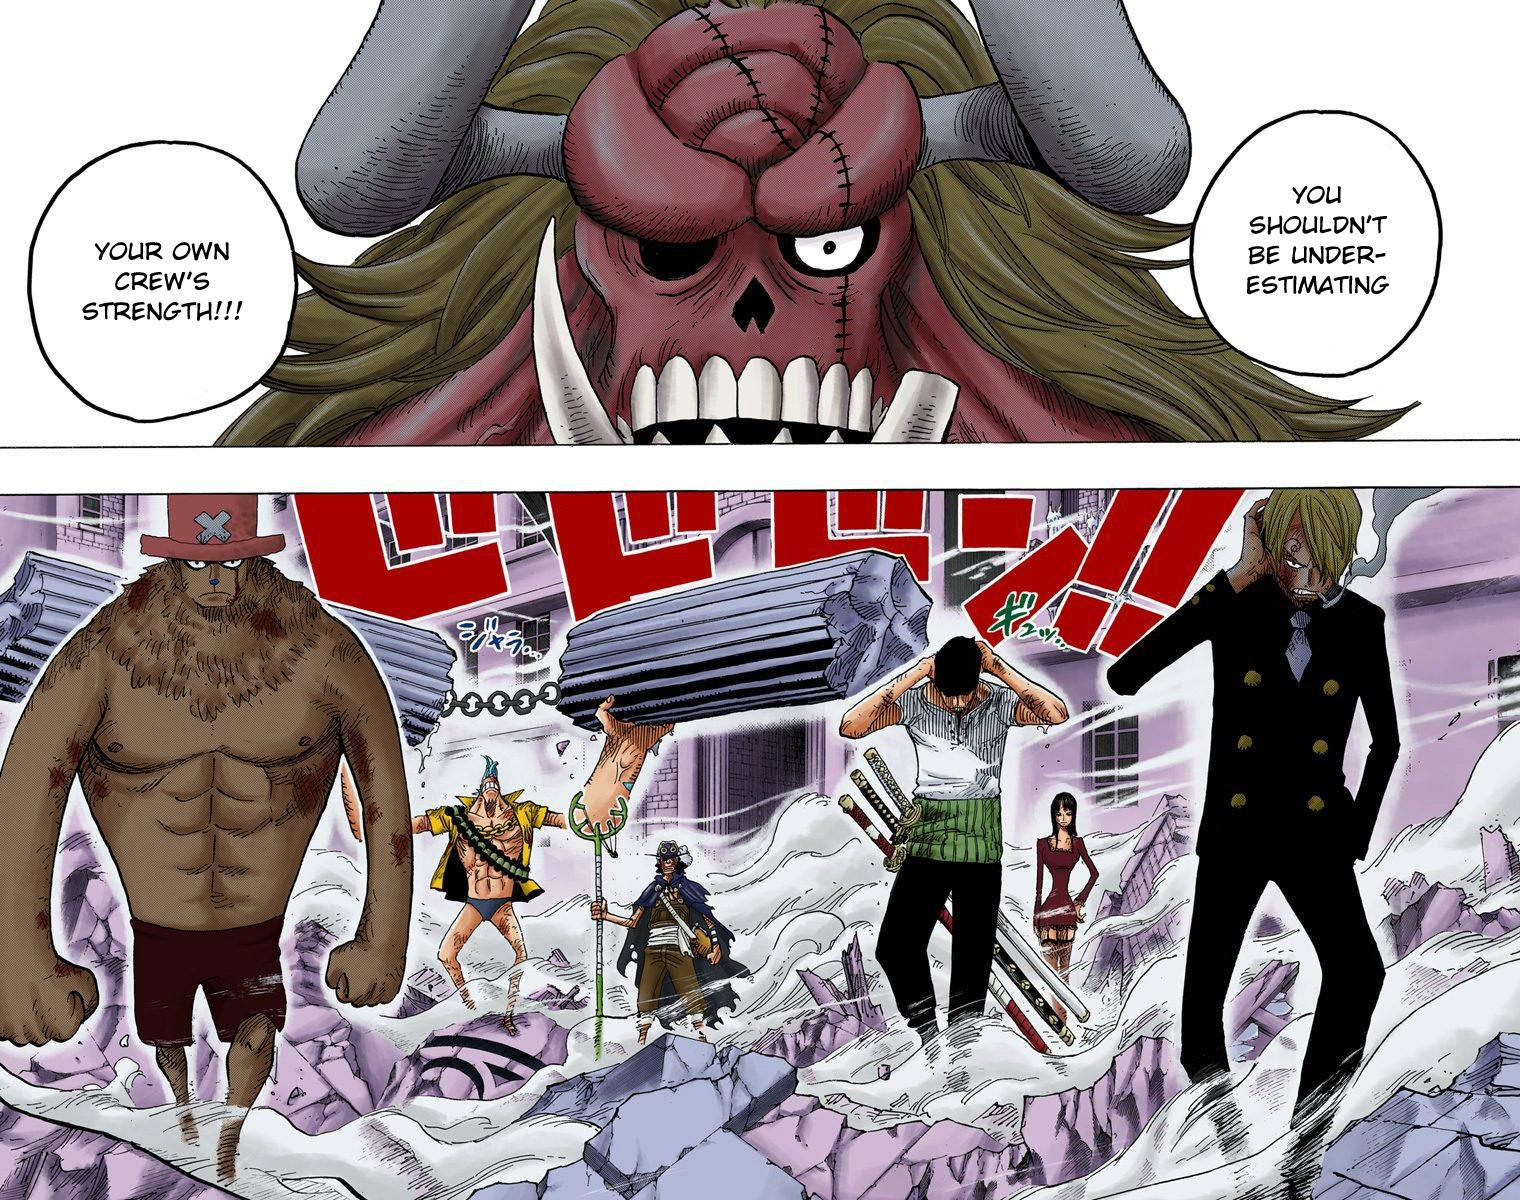 YOU
SHOULDN'T
BE UNDER-
ESTIMATING
YOUR OWN
CREW'S
STRENGTH!!!
ドドドン!!
ジャラ...
ギュッ...